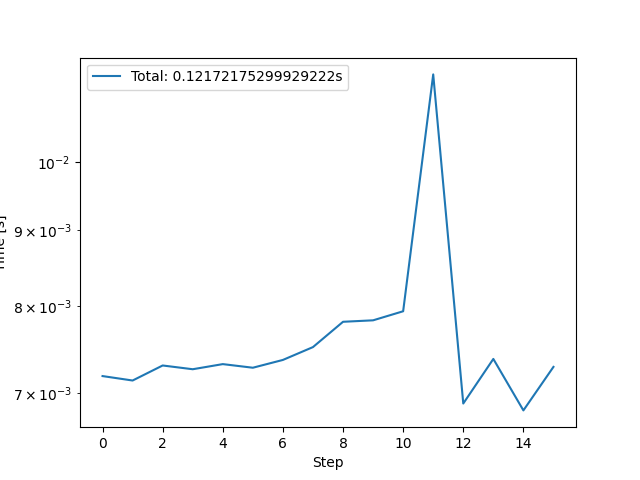 Total: 0.12172175299929222s
10⁻²
9 × 10⁻³
8 × 10⁻³
7 × 10⁻³
Time [s]
0 2 4 6 8 10 12 14
Step